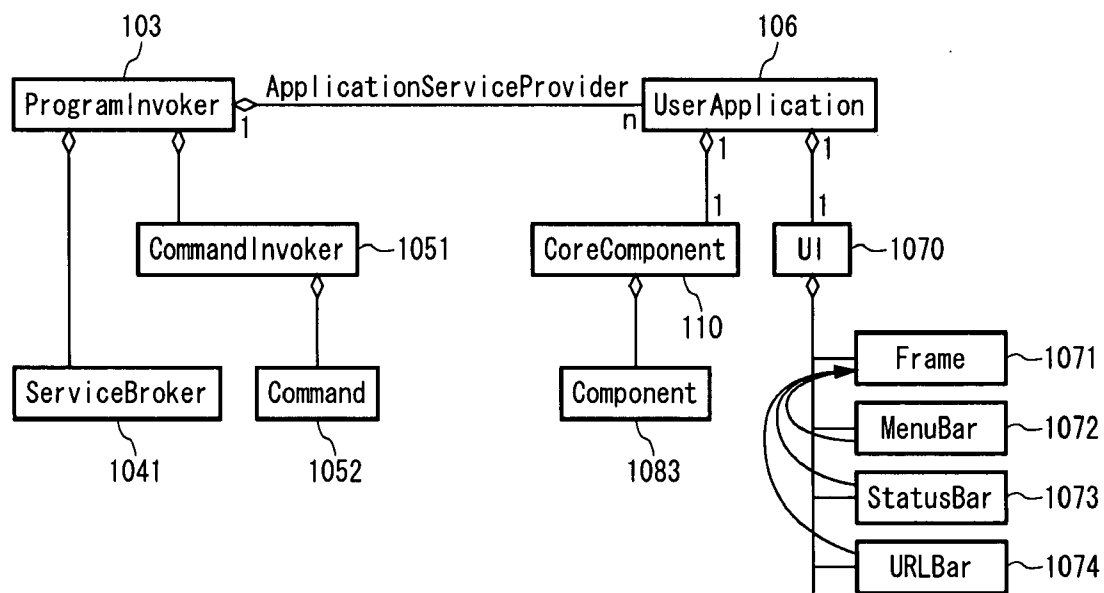 103
106
ApplicationServiceProvider
ProgramInvoker
UserApplication
1
n
1
1
1
1
CommandInvoker
1051
CoreComponent
UI
1070
110
Frame
1071
ServiceBroker
Command
Component
MenuBar
1072
1041
1052
1083
StatusBar
1073
URLBar
1074